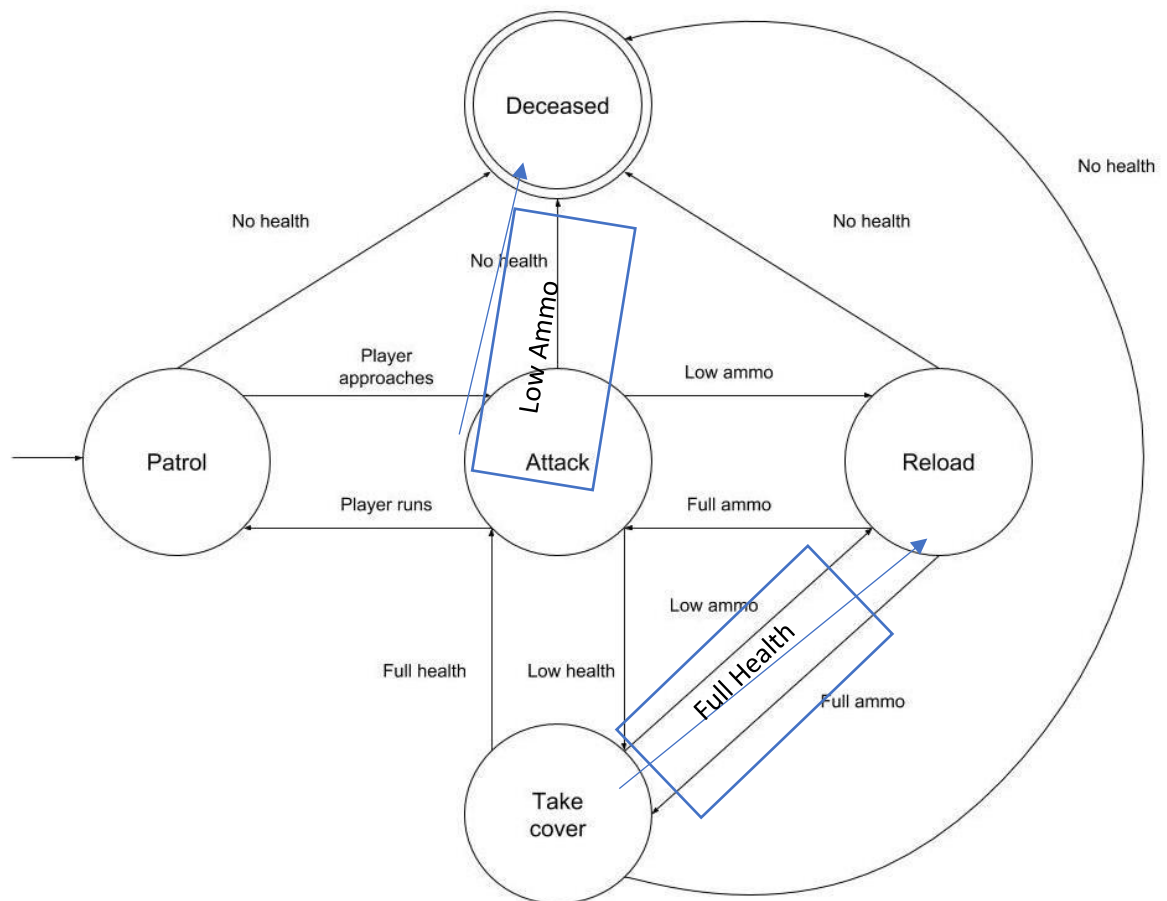 Deceased
No health
No health
No health
No health
Low Ammo
Player
approaches
Low ammo
Patrol
Attack
Reload
Player runs
Full ammo
Low ammo
Full Health
Full health
Low health
Full ammo
Take
cover